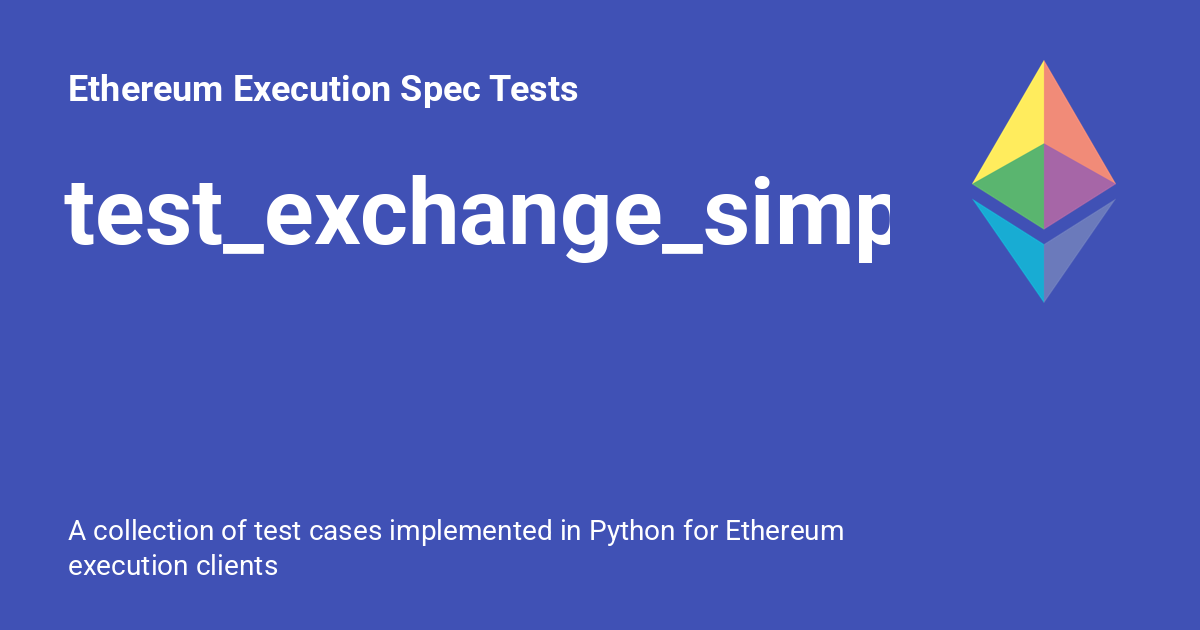 Ethereum Execution Spec Tests
test_exchange_simp
A collection of test cases implemented in Python for Ethereum
execution clients